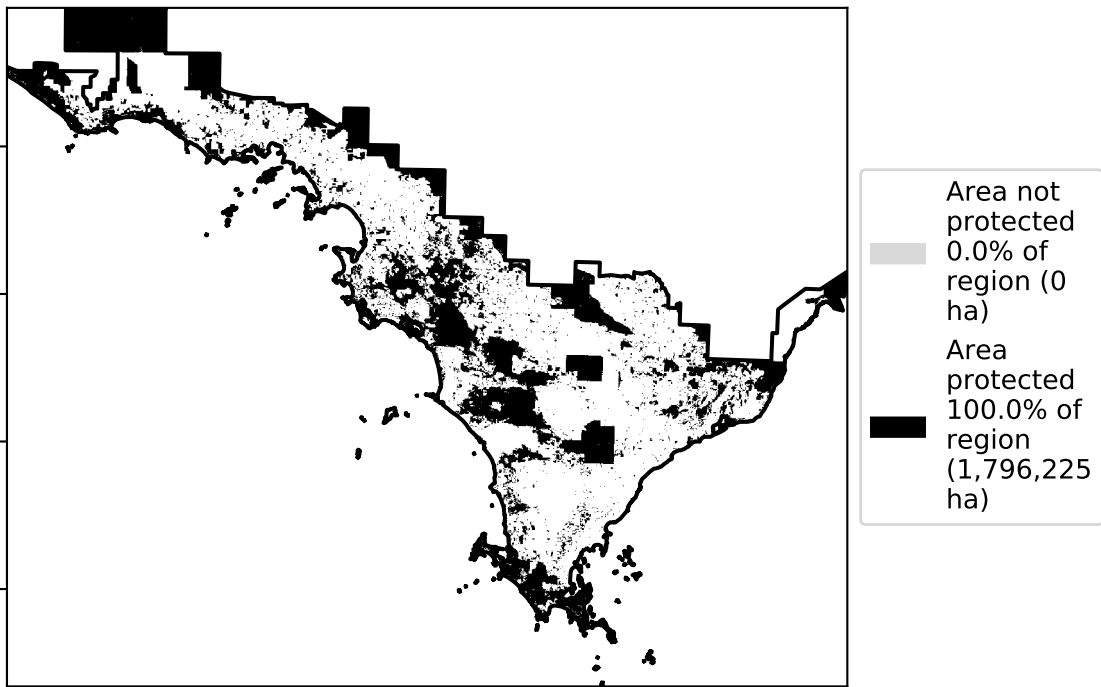 Area not
protected
0.0% of
region (0
ha)
Area
protected
100.0% of
region
(1,796,225
ha)